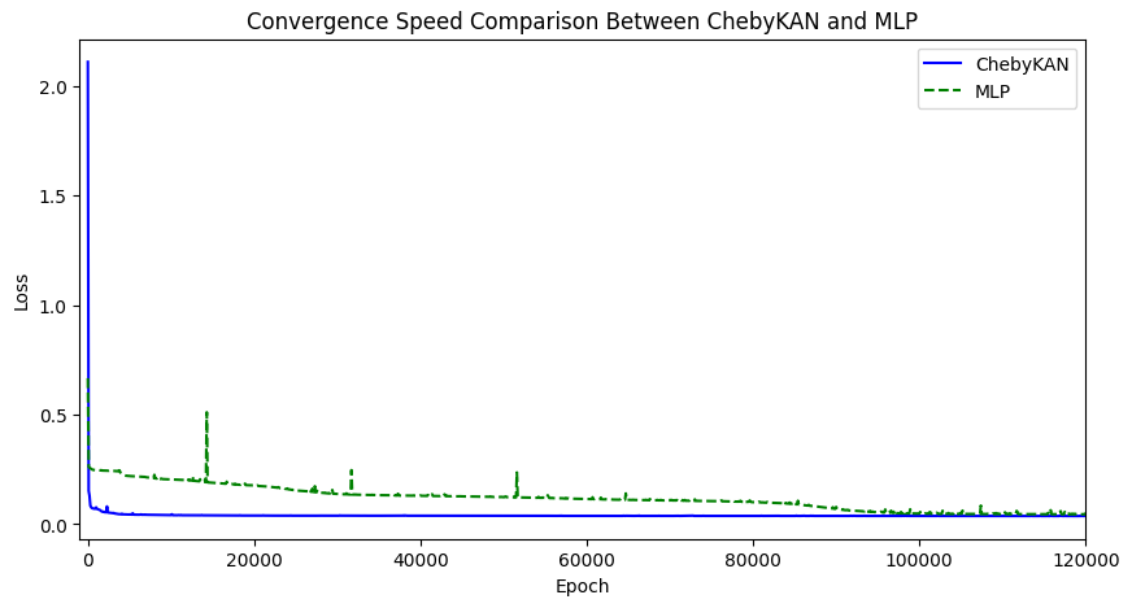 Convergence Speed Comparison Between ChebyKAN and MLP
ChebyKAN
MLP
2.0
1.5
1.0
0.5
0.0
Loss
0 20000 40000 60000 80000 100000 120000
Epoch